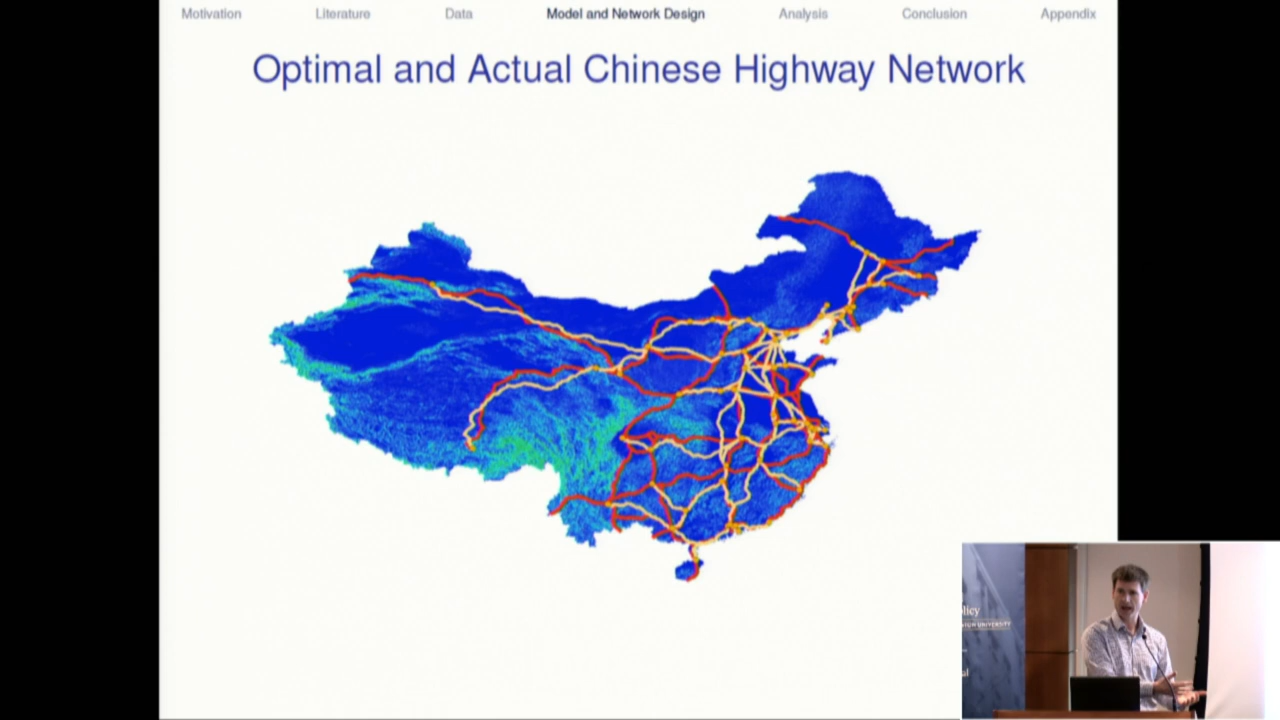 Motivation Literature Data Model and Network Design Analysis Conclusion Appendix
Optimal and Actual Chinese Highway Network